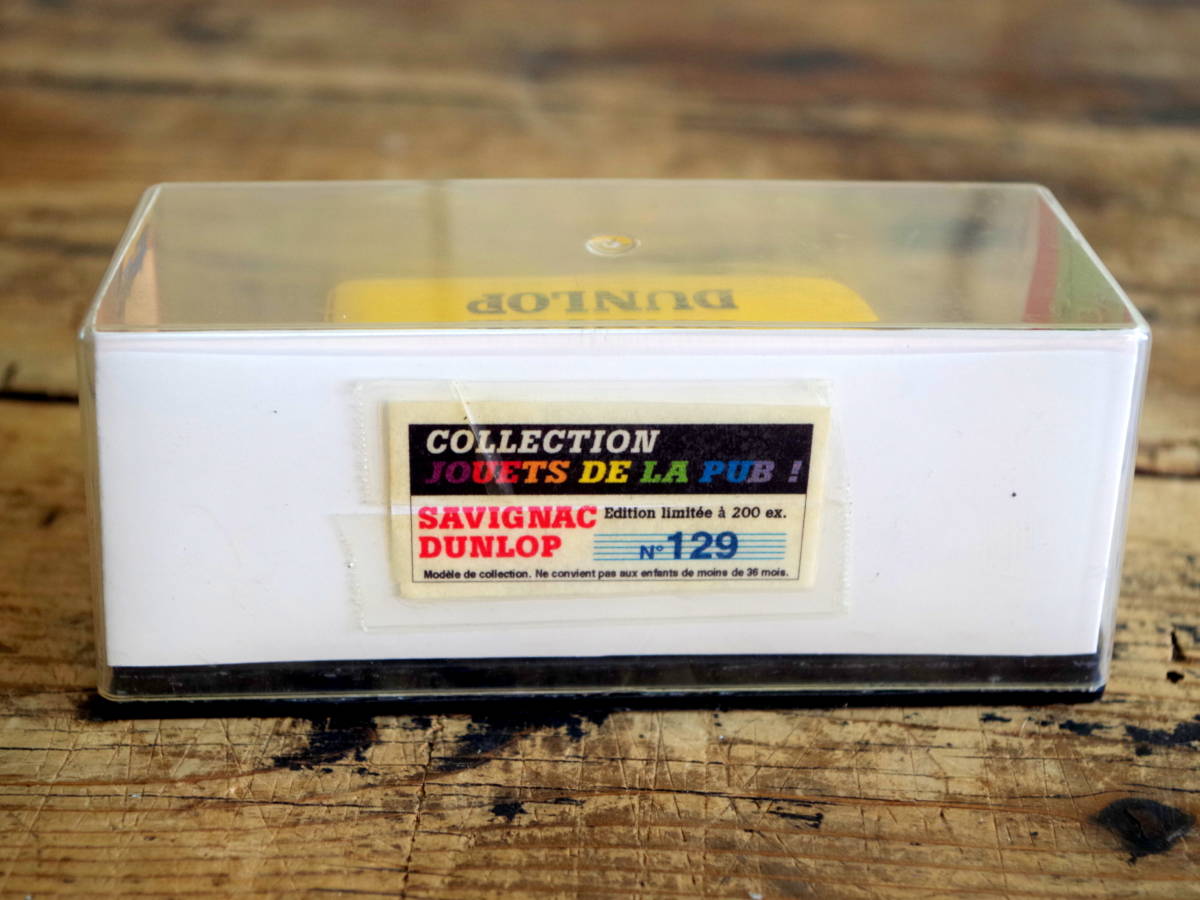 DUNLOP
COLLECTION
JOUETS DE LA PUB !
SAVIGNAC Edition limitée à 200 ex.
DUNLOP N° 129
Modèle de collection. Ne convient pas aux enfants de moins de 36 mois.